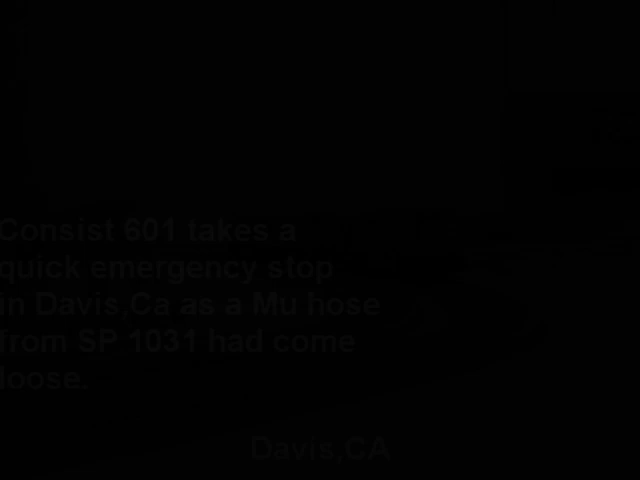 Consist 601 takes a
quick emergency stop
in Davis,Ca as a Mu hose
from SP 1031 had come
loose.
Davis,CA